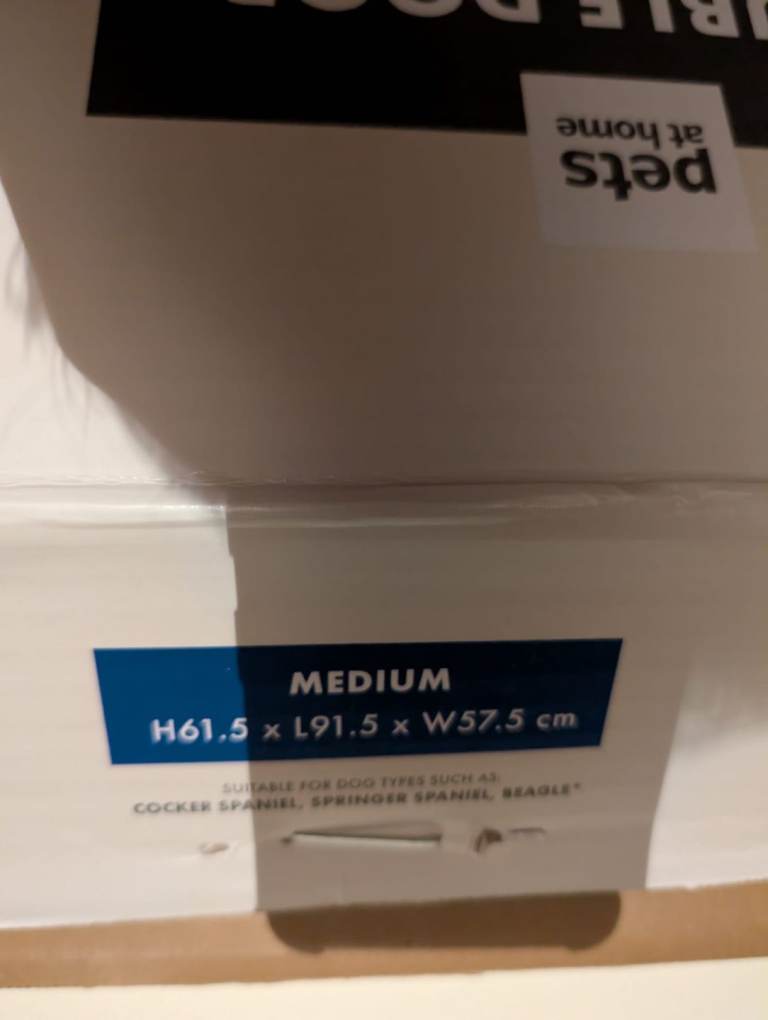 pets
at home
MEDIUM
H61.5 x L91.5 x W57.5 cm
SUITABLE FOR DOG TYPES SUCH AS:
COCKER SPANIEL, SPRINGER SPANIEL, BEAGLE*